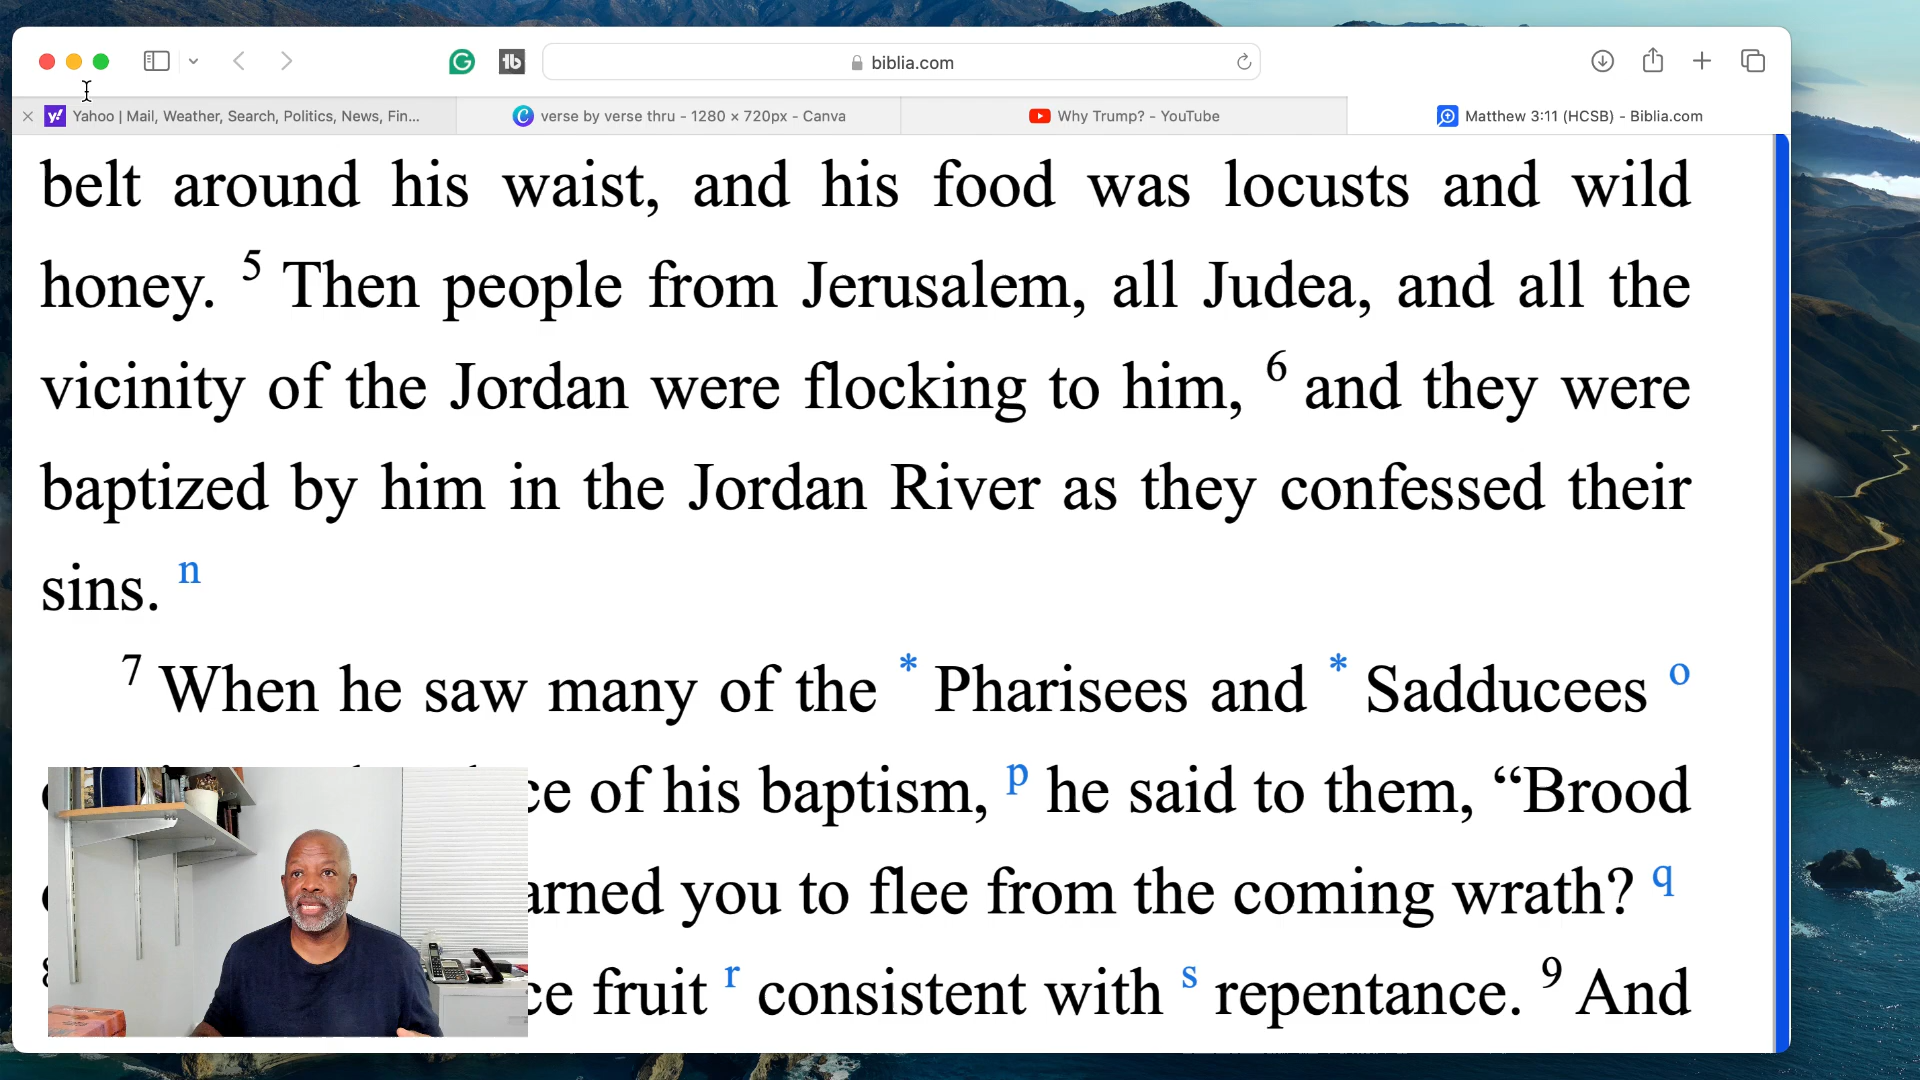 biblia.com
Yahoo | Mail, Weather, Search, Politics, News, Fin...
verse by verse thru - 1280 × 720px - Canva
Why Trump? - YouTube
Matthew 3:11 (HCSB) - Biblia.com
belt around his waist, and his food was locusts and wild
honey. 5 Then people from Jerusalem, all Judea, and all the
vicinity of the Jordan were flocking to him, 6 and they were
baptized by him in the Jordan River as they confessed their
sins. n
7 When he saw many of the * Pharisees and * Sadducees o
of his baptism, p he said to them, “Brood
you to flee from the coming wrath? q
fruit r consistent with s repentance. 9 And